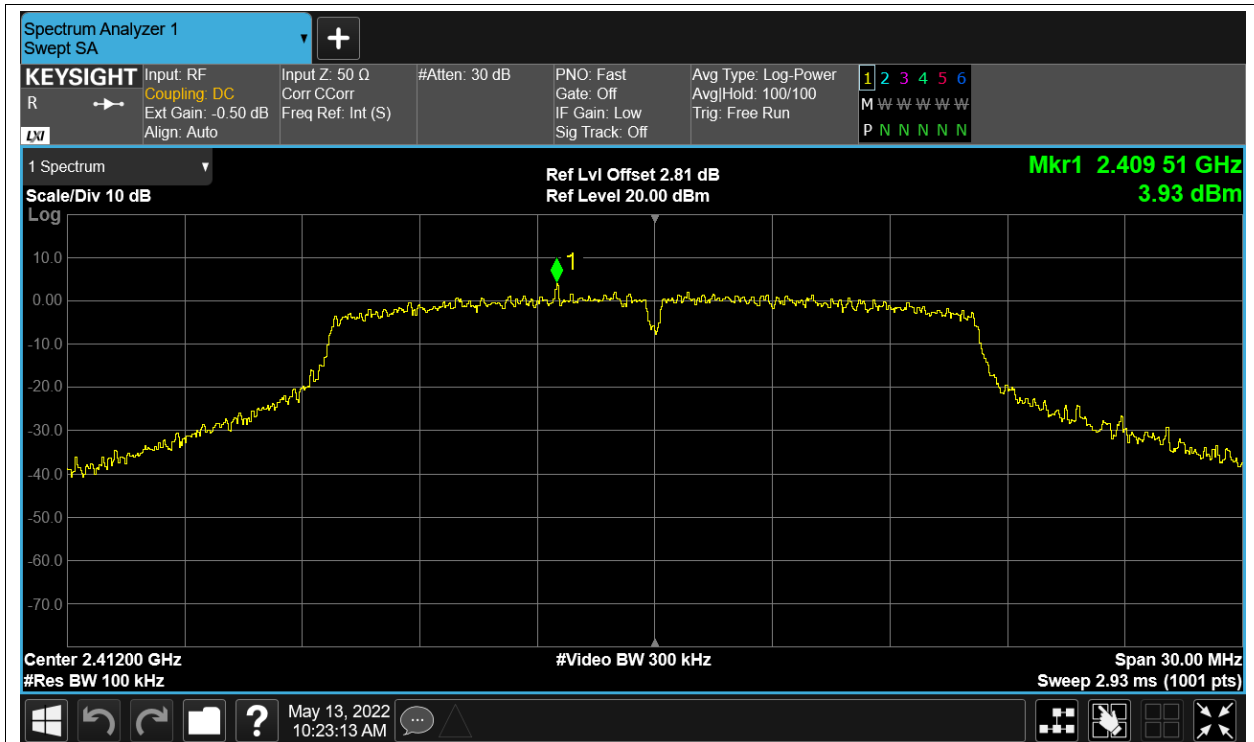 Spectrum Analyzer 1
Swept SA
KEYSIGHT
R
LXI
Input: RF
Coupling: DC
Ext Gain: -0.50 dB
Align: Auto
Input Z: 50 Ω
Corr CCorr
Freq Ref: Int (S)
#Atten: 30 dB
PNO: Fast
Gate: Off
IF Gain: Low
Sig Track: Off
Avg Type: Log-Power
Avg|Hold: 100/100
Trig: Free Run
1 2 3 4 5 6
M W W W W W
P N N N N N
1 Spectrum
Scale/Div 10 dB
Ref Lvl Offset 2.81 dB
Ref Level 20.00 dBm
Mkr1 2.409 51 GHz
3.93 dBm
Log
10.0
0.00
-10.0
-20.0
-30.0
-40.0
-50.0
-60.0
-70.0
1
Center 2.41200 GHz
#Res BW 100 kHz
#Video BW 300 kHz
Span 30.00 MHz
Sweep 2.93 ms (1001 pts)
?
May 13, 2022
10:23:13 AM